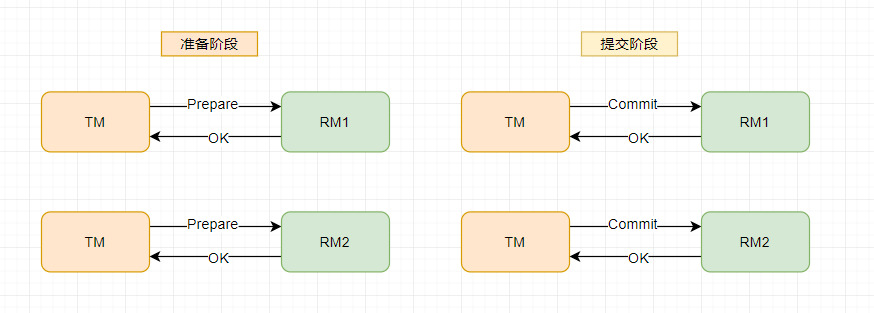 准备阶段
提交阶段
TM
Prepare
OK
RM1
TM
Commit
OK
RM1
TM
Prepare
OK
RM2
TM
Commit
OK
RM2